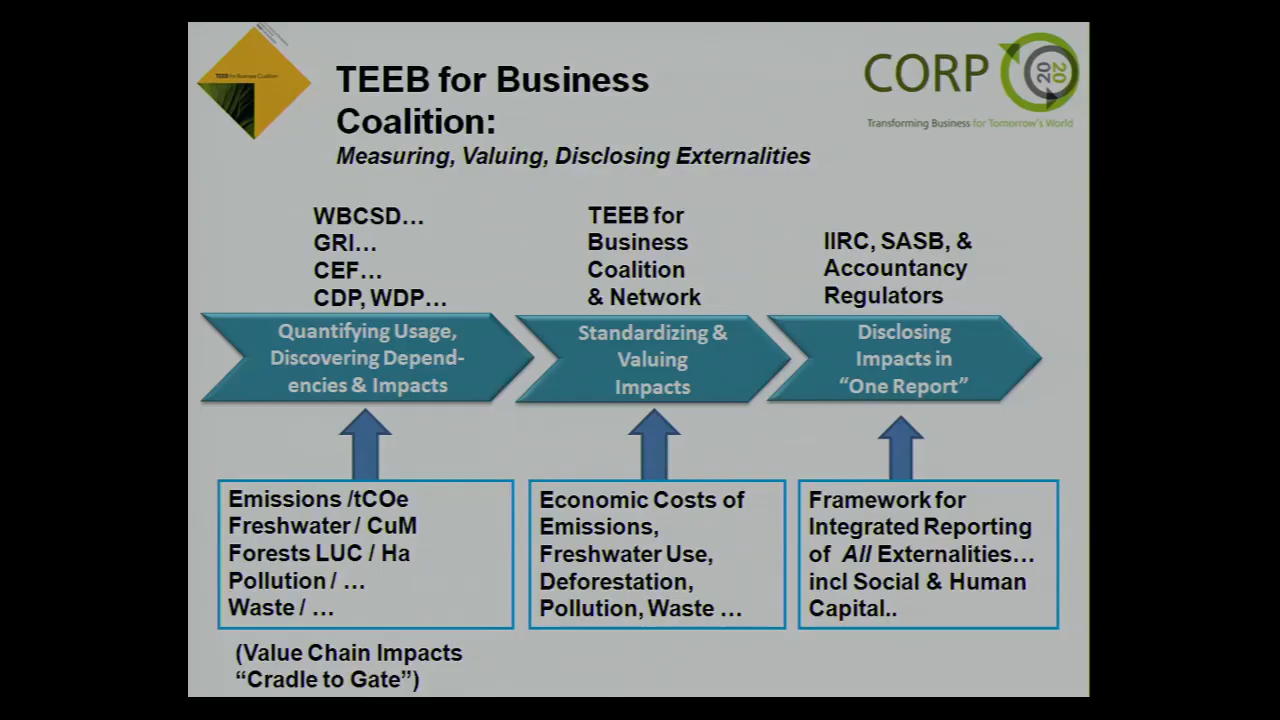 TEEB for Business Coalition
TEEB for Business
Coalition:
Measuring, Valuing, Disclosing Externalities
CORP
20
20
Transforming Business for Tomorrow's World
WBCSD…
GRI…
CEF…
CDP, WDP…
TEEB for
Business
Coalition
& Network
IIRC, SASB, &
Accountancy
Regulators
Quantifying Usage,
Discovering Depend-
encies & Impacts
Standardizing &
Valuing
Impacts
Disclosing
Impacts in
“One Report”
Emissions /tCOe
Freshwater / CuM
Forests LUC / Ha
Pollution / …
Waste / …
Economic Costs of
Emissions,
Freshwater Use,
Deforestation,
Pollution, Waste …
Framework for
Integrated Reporting
of All Externalities…
incl Social & Human
Capital..
(Value Chain Impacts
“Cradle to Gate”)